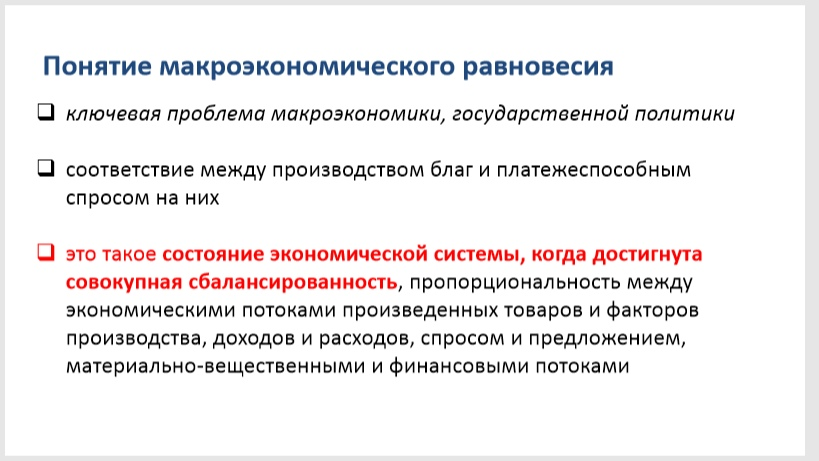 Понятие макроэкономического равновесия
ключевая проблема макроэкономики, государственной политики
соответствие между производством благ и платежеспособным
спросом на них
это такое состояние экономической системы, когда достигнута
совокупная сбалансированность, пропорциональность между
экономическими потоками произведенных товаров и факторов
производства, доходов и расходов, спросом и предложением,
материально-вещественными и финансовыми потоками